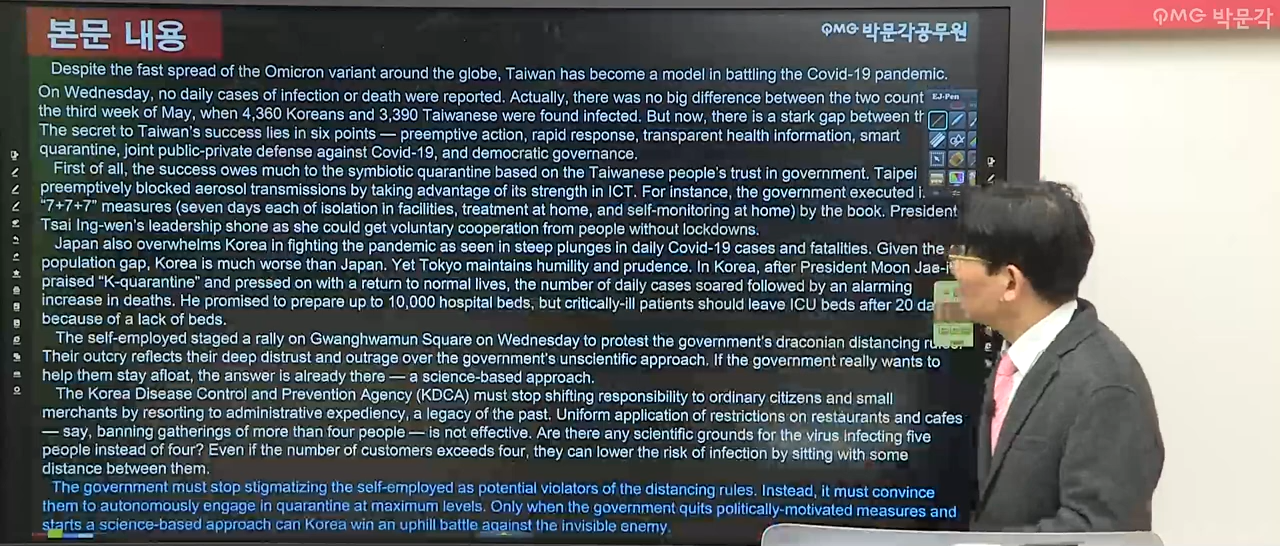 본문 내용
QMG 박문각공무원
QMG 박문각
Despite the fast spread of the Omicron variant around the globe, Taiwan has become a model in battling the Covid-19 pandemic.
On Wednesday, no daily cases of infection or death were reported. Actually, there was no big difference between the two count
EJ-Pen
the third week of May, when 4,360 Koreans and 3,390 Taiwanese were found infected. But now, there is a stark gap between th
The secret to Taiwan's success lies in six points — preemptive action, rapid response, transparent health information, smart
quarantine, joint public-private defense against Covid-19, and democratic governance.
First of all, the success owes much to the symbiotic quarantine based on the Taiwanese people's trust in government. Taipei
preemptively blocked aerosol transmissions by taking advantage of its strength in ICT. For instance, the government executed i
"7+7+7" measures (seven days each of isolation in facilities, treatment at home, and self-monitoring at home) by the book. President
Tsai Ing-wen's leadership shone as she could get voluntary cooperation from people without lockdowns.
Japan also overwhelms Korea in fighting the pandemic as seen in steep plunges in daily Covid-19 cases and fatalities. Given the
population gap, Korea is much worse than Japan. Yet Tokyo maintains humility and prudence. In Korea, after President Moon Jae-i
praised "K-quarantine" and pressed on with a return to normal lives, the number of daily cases soared followed by an alarming
increase in deaths. He promised to prepare up to 10,000 hospital beds, but critically-ill patients should leave ICU beds after 20 da
because of a lack of beds.
The self-employed staged a rally on Gwanghwamun Square on Wednesday to protest the government's draconian distancing rules.
Their outcry reflects their deep distrust and outrage over the government's unscientific approach. If the government really wants to
help them stay afloat, the answer is already there — a science-based approach.
The Korea Disease Control and Prevention Agency (KDCA) must stop shifting responsibility to ordinary citizens and small
merchants by resorting to administrative expediency, a legacy of the past. Uniform application of restrictions on restaurants and cafes
— say, banning gatherings of more than four people — is not effective. Are there any scientific grounds for the virus infecting five
people instead of four? Even if the number of customers exceeds four, they can lower the risk of infection by sitting with some
distance between them.
The government must stop stigmatizing the self-employed as potential violators of the distancing rules. Instead, it must convince
them to autonomously engage in quarantine at maximum levels. Only when the government quits politically-motivated measures and
starts a science-based approach can Korea win an uphill battle against the invisible enemy.